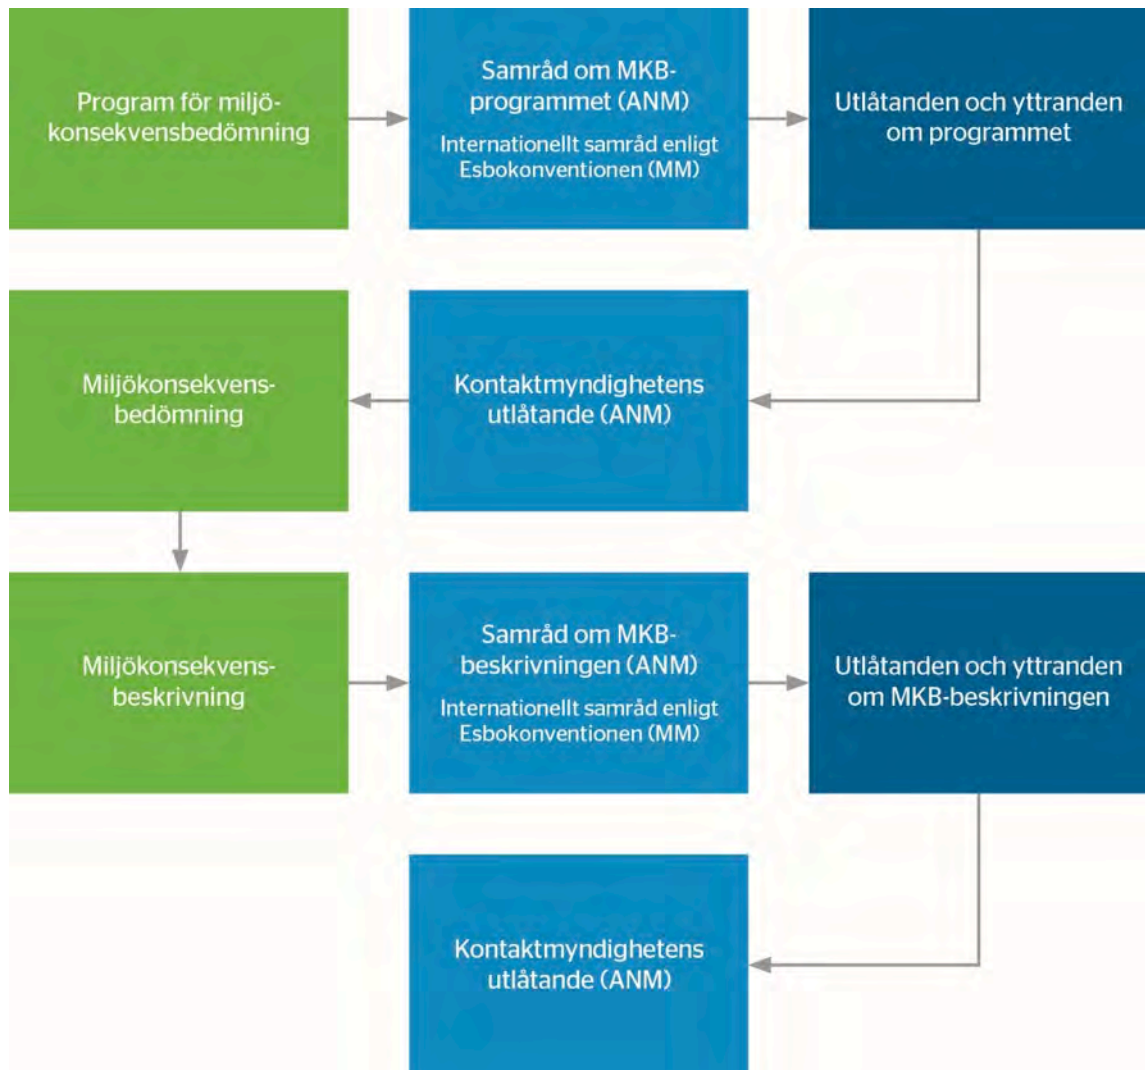 Program för miljö-
konsekvensbedömning
Samråd om MKB-
programmet (ANM)
Internationellt samråd enligt
Esbokonventionen (MM)
Utlåtanden och yttranden
om programmet
Miljökonsekvens-
bedömning
Kontaktmyndighetens
utlåtande (ANM)
Miljökonsekvens-
beskrivning
Samråd om MKB-
beskrivningen (ANM)
Internationellt samråd enligt
Esbokonventionen (MM)
Utlåtanden och yttranden
om MKB-beskrivningen
Kontaktmyndighetens
utlåtande (ANM)